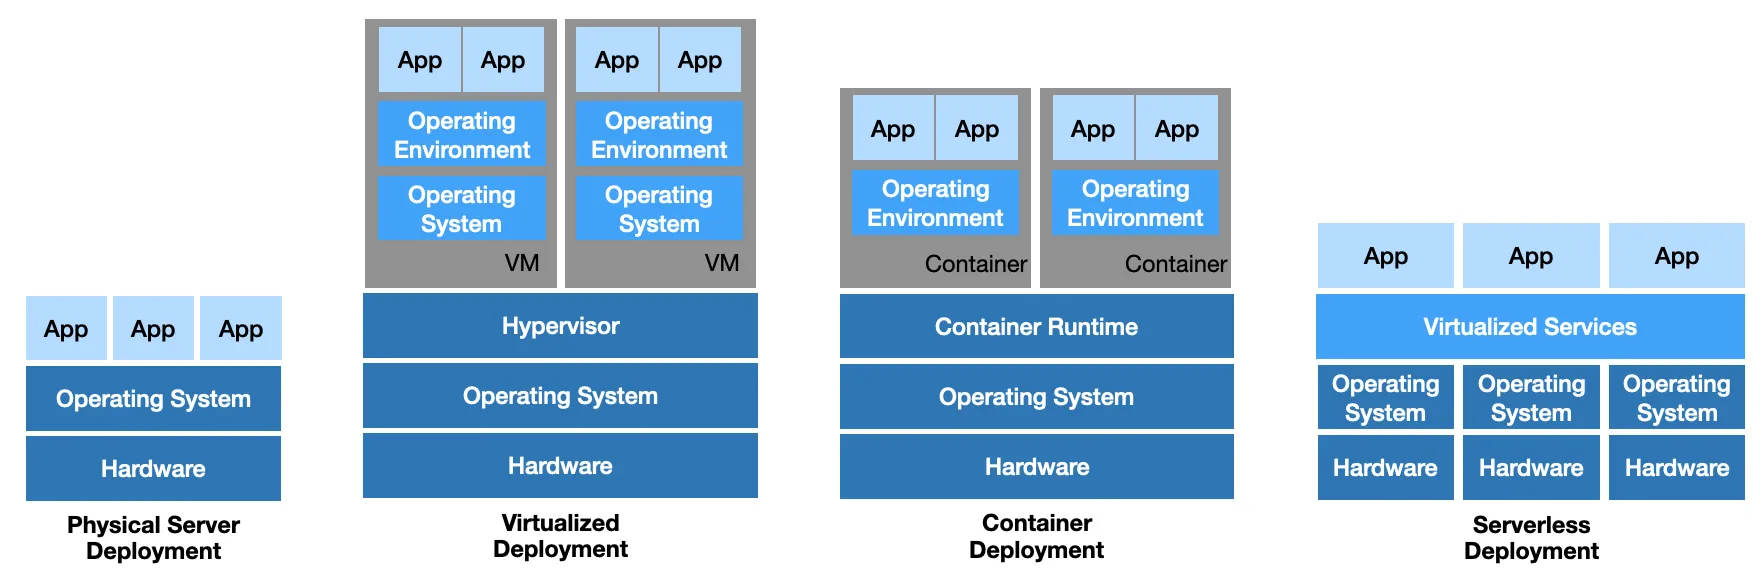 App App App
Operating System
Hardware
Physical Server
Deployment
App App App App
Operating
Environment
Operating
Environment
Operating
System
Operating
System
VM VM
Hypervisor
Operating System
Hardware
Virtualized
Deployment
App App App App
Operating
Environment
Operating
Environment
Container Container
Container Runtime
Operating System
Hardware
Container
Deployment
App App App
Virtualized Services
Operating
System
Operating
System
Operating
System
Hardware Hardware Hardware
Serverless
Deployment